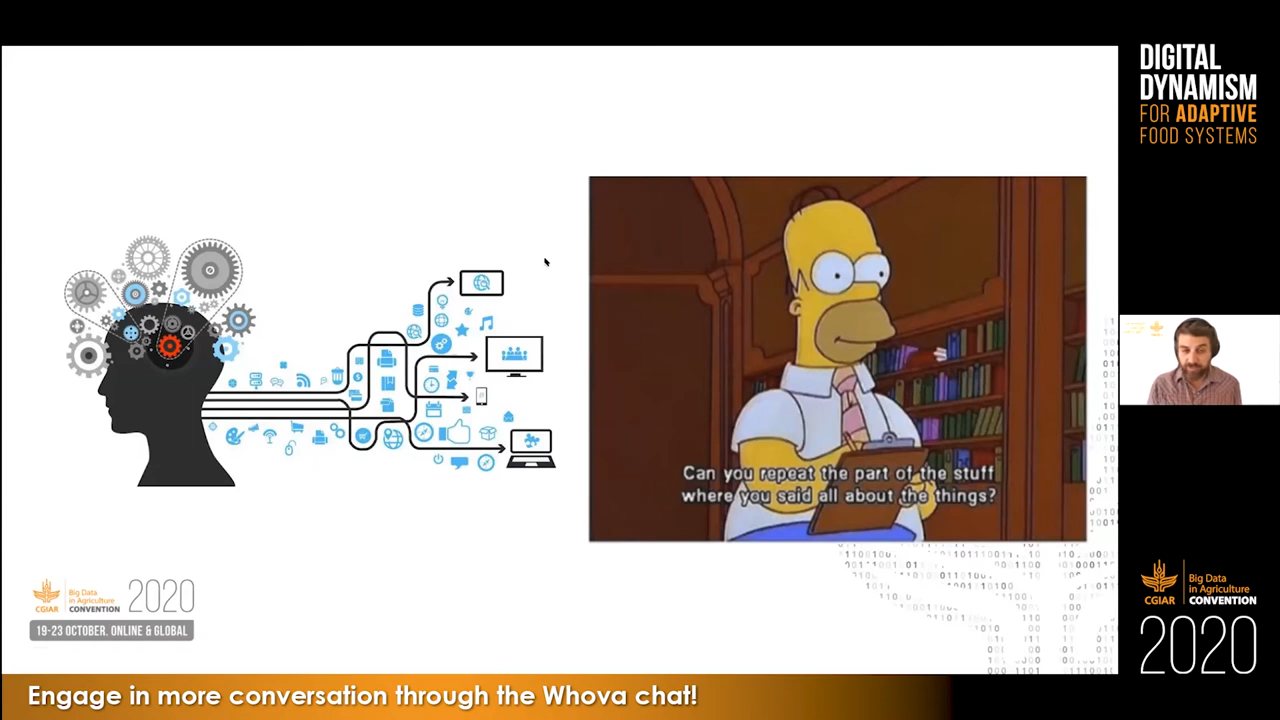 DIGITAL
DYNAMISM
FOR ADAPTIVE
FOOD SYSTEMS
Can you repeat the part of the stuff
where you said all about the things?
CGIAR
Big Data
in Agriculture
CONVENTION
2020
19-23 OCTOBER. ONLINE & GLOBAL
CGIAR
Big Data
in Agriculture
CONVENTION
2020
Engage in more conversation through the Whova chat!